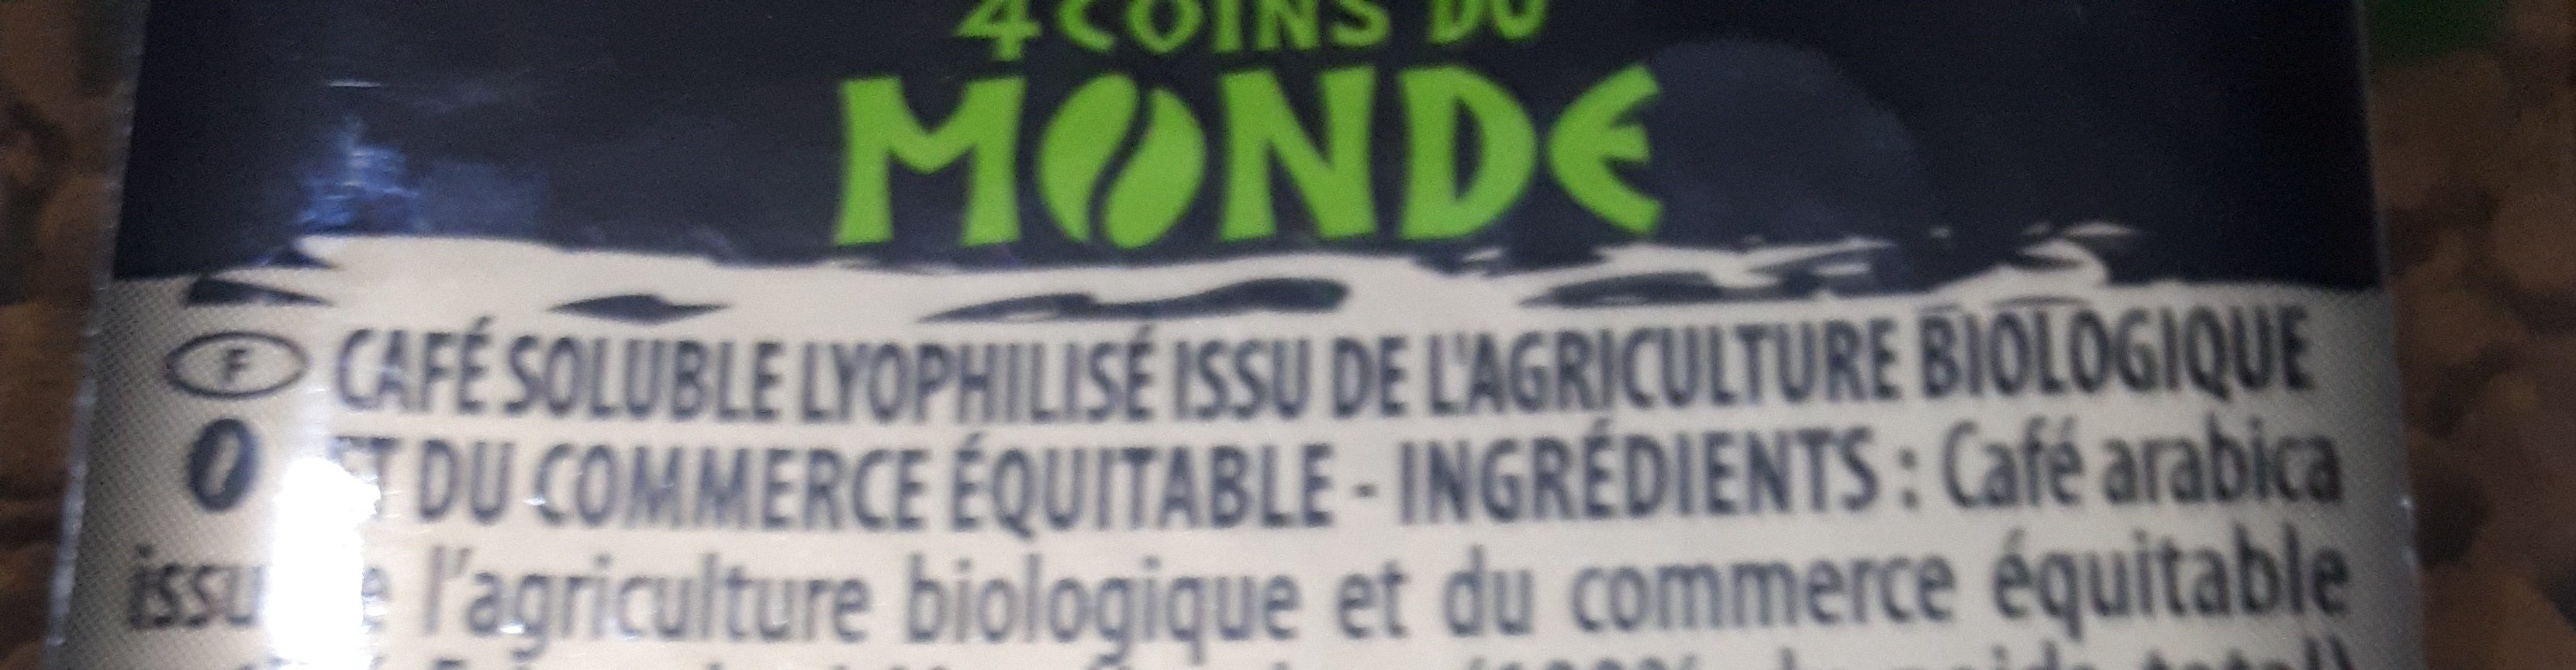 4 COINS DU
MONDE
F CAFÉ SOLUBLE LYOPHILISÉ ISSU DE L'AGRICULTURE BIOLOGIQUE
ET DU COMMERCE ÉQUITABLE - INGRÉDIENTS : Café arabica
issu l'agriculture biologique et du commerce équitable